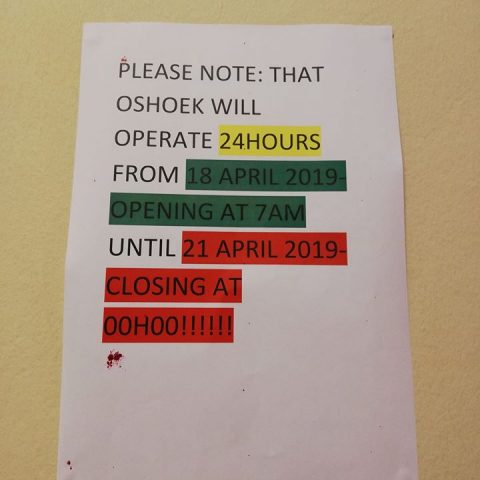 PLEASE NOTE: THAT
OSHOEK WILL
OPERATE 24HOURS
FROM 18 APRIL 2019-
OPENING AT 7AM
UNTIL 21 APRIL 2019-
CLOSING AT
00H00!!!!!!